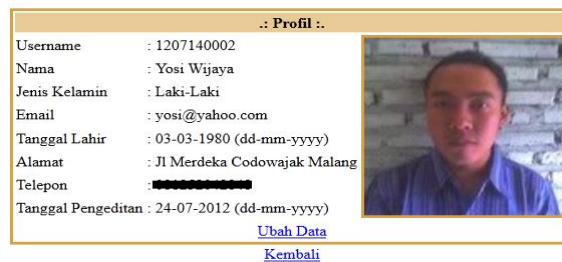 .: Profil :.
Username : 1207140002
Nama : Yosi Wijaya
Jenis Kelamin : Laki-Laki
Email : yosi@yahoo.com
Tanggal Lahir : 03-03-1980 (dd-mm-yyyy)
Alamat : Jl Merdeka Codowajak Malang
Telepon :
Tanggal Pengeditan : 24-07-2012 (dd-mm-yyyy)
Ubah Data
Kembali